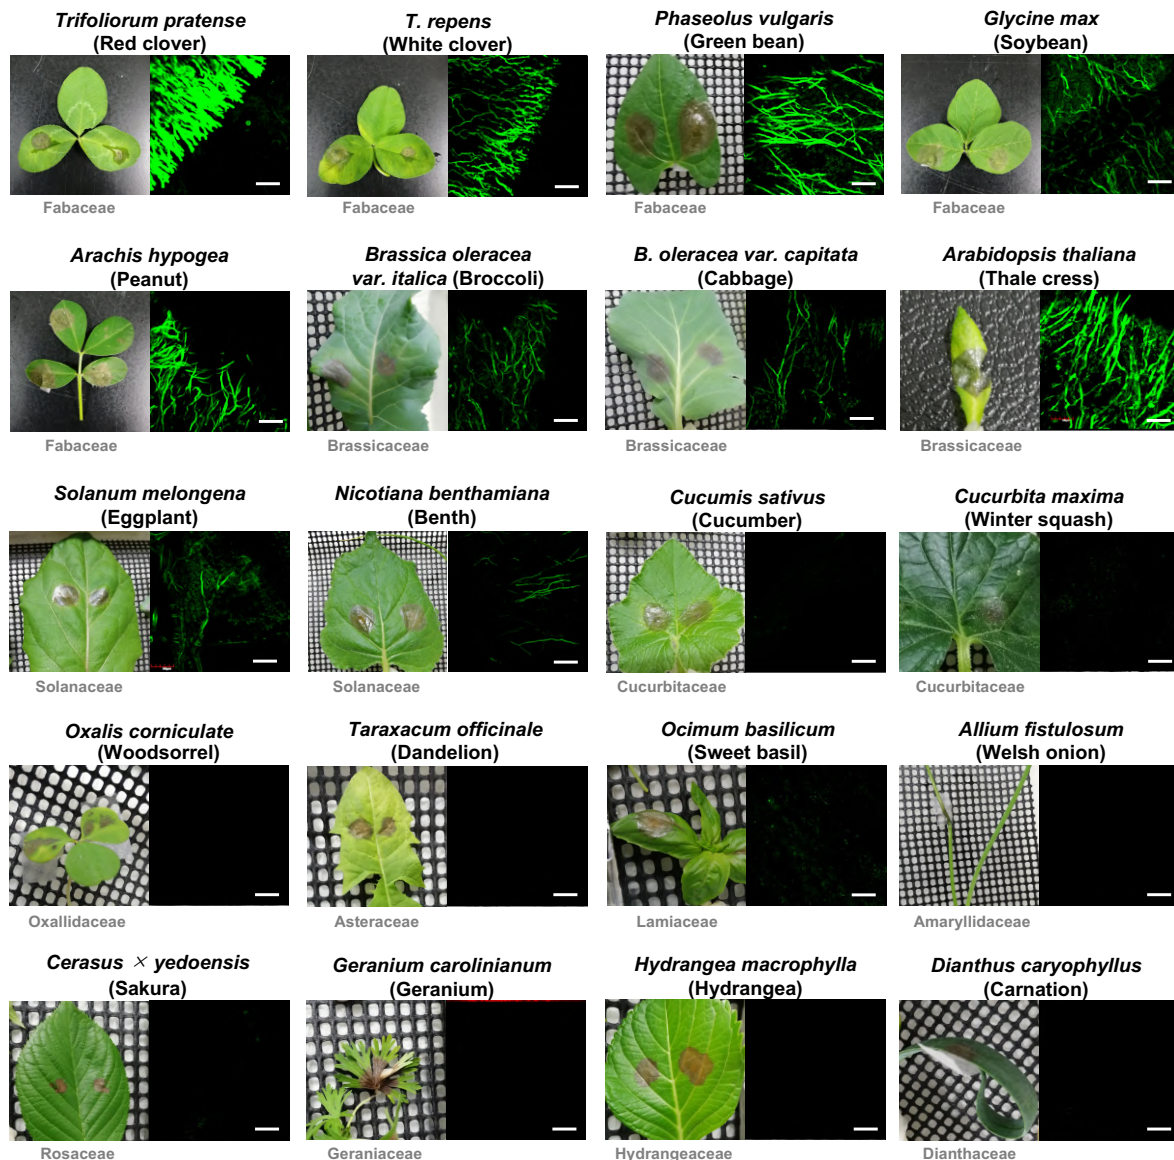 Trifoliorum pratense
(Red clover)
T. repens
(White clover)
Phaseolus vulgaris
(Green bean)
Glycine max
(Soybean)
Fabaceae
Fabaceae
Fabaceae
Fabaceae
Arachis hypogea
(Peanut)
Brassica oleracea
var. italica (Broccoli)
B. oleracea var. capitata
(Cabbage)
Arabidopsis thaliana
(Thale cress)
Fabaceae
Brassicaceae
Brassicaceae
Brassicaceae
Solanum melongena
(Eggplant)
Nicotiana benthamiana
(Benth)
Cucumis sativus
(Cucumber)
Cucurbita maxima
(Winter squash)
Solanaceae
Solanaceae
Cucurbitaceae
Cucurbitaceae
Oxalis corniculate
(Woodsorrel)
Taraxacum officinale
(Dandelion)
Ocimum basilicum
(Sweet basil)
Allium fistulosum
(Welsh onion)
Oxallidaceae
Asteraceae
Lamiaceae
Amaryllidaceae
Cerasus × yedoensis
(Sakura)
Geranium carolinianum
(Geranium)
Hydrangea macrophylla
(Hydrangea)
Dianthus caryophyllus
(Carnation)
Rosaceae
Geraniaceae
Hydrangeaceae
Dianthaceae